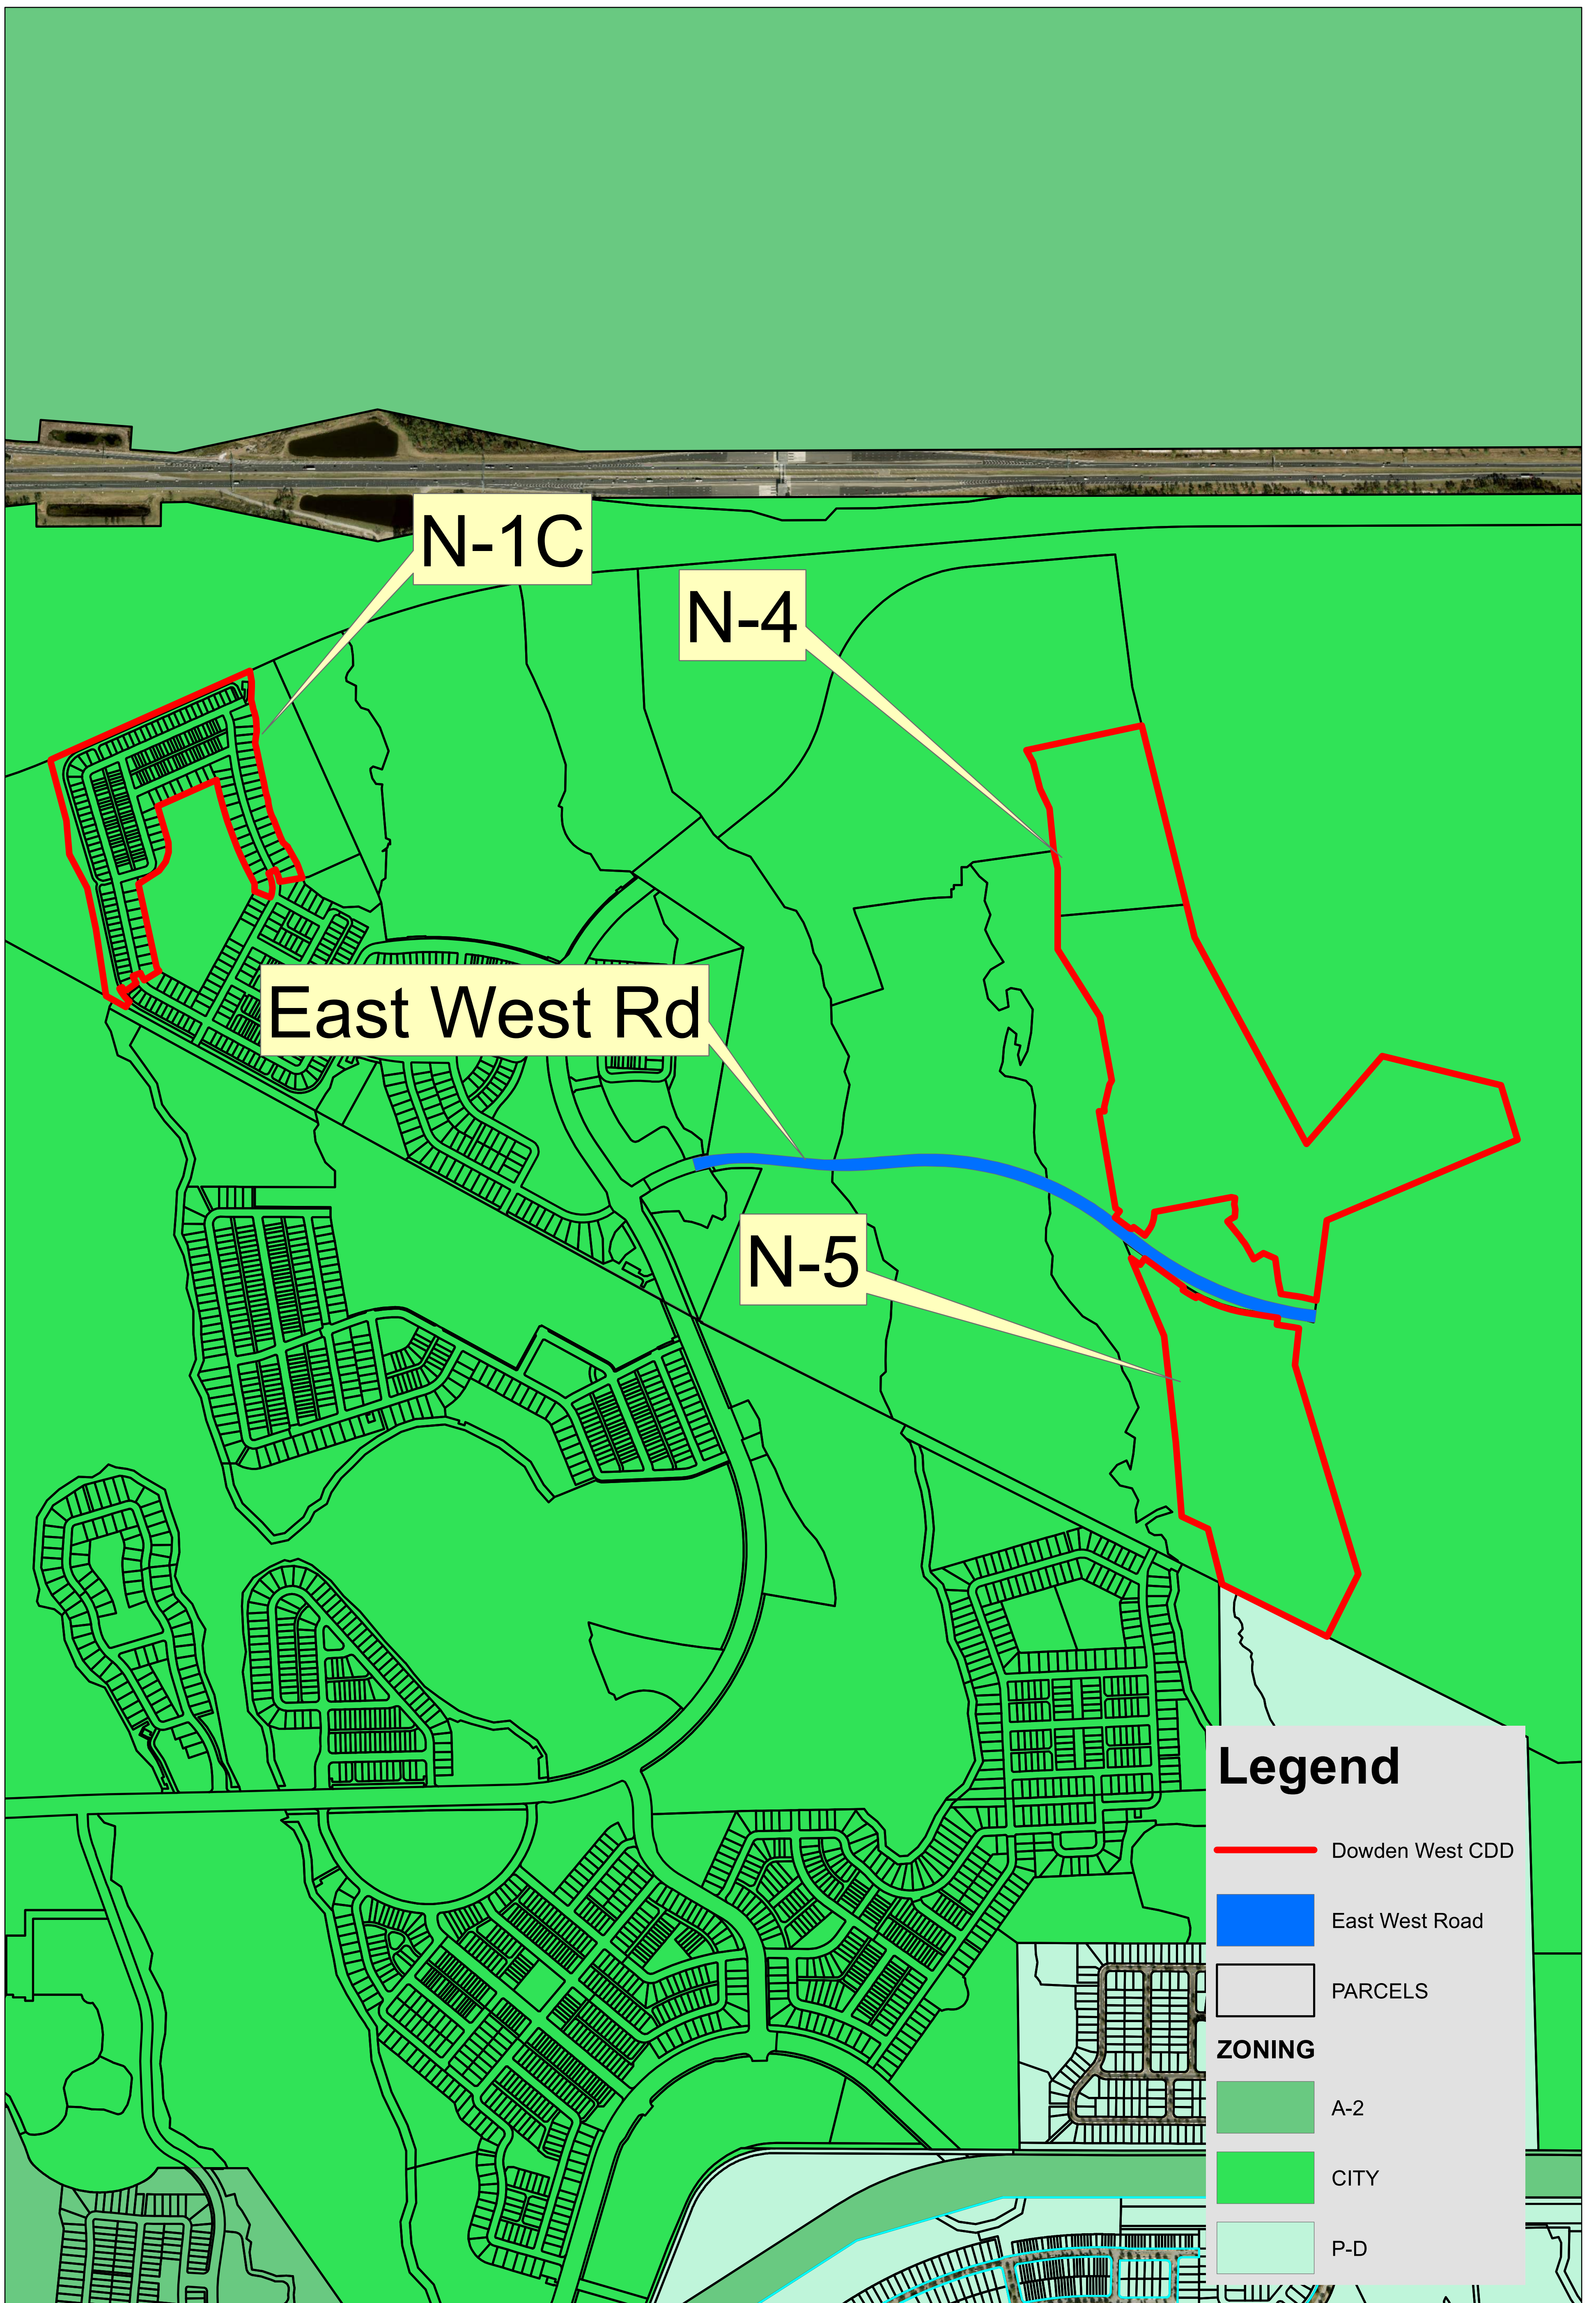 N-1C
N-4
East West Rd
N-5
Legend
Dowden West CDD
East West Road
PARCELS
ZONING
A-2
CITY
P-D